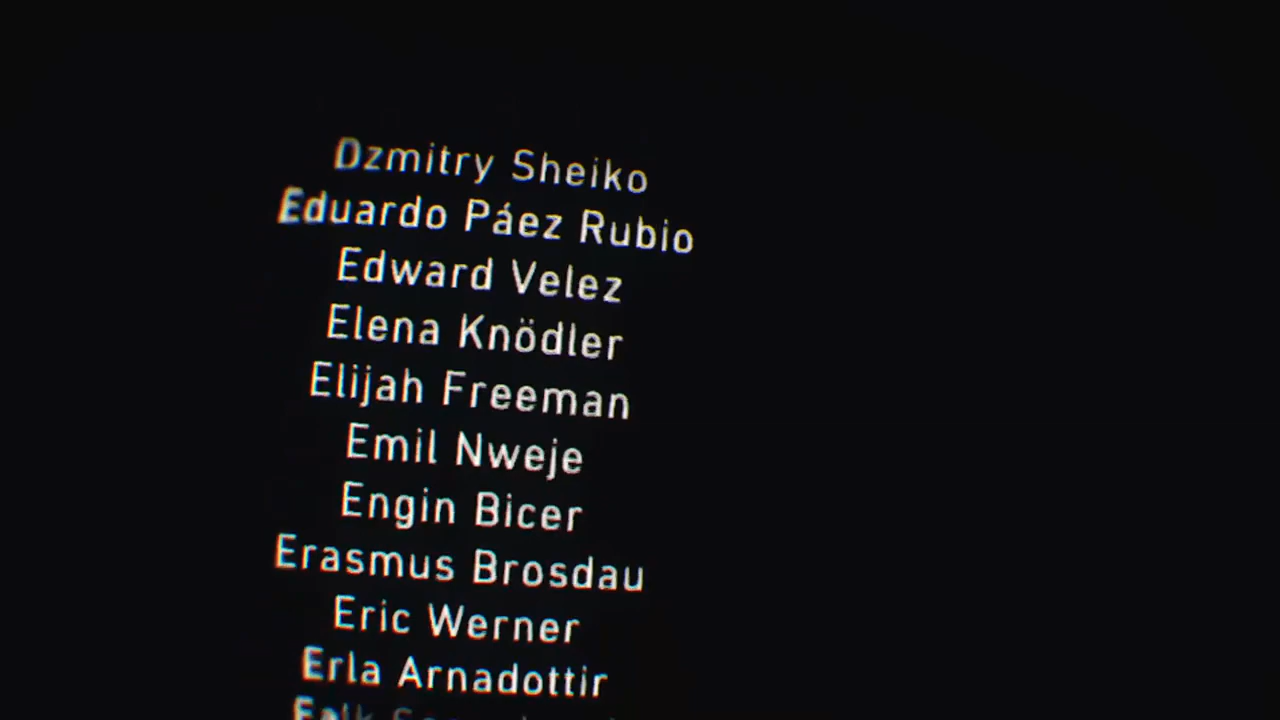 Dzmitry Sheiko
Eduardo Páez Rubio
Edward Velez
Elena Knödler
Elijah Freeman
Emil Nweje
Engin Bicer
Erasmus Brosdau
Eric Werner
Erla Arnadottir
Falk